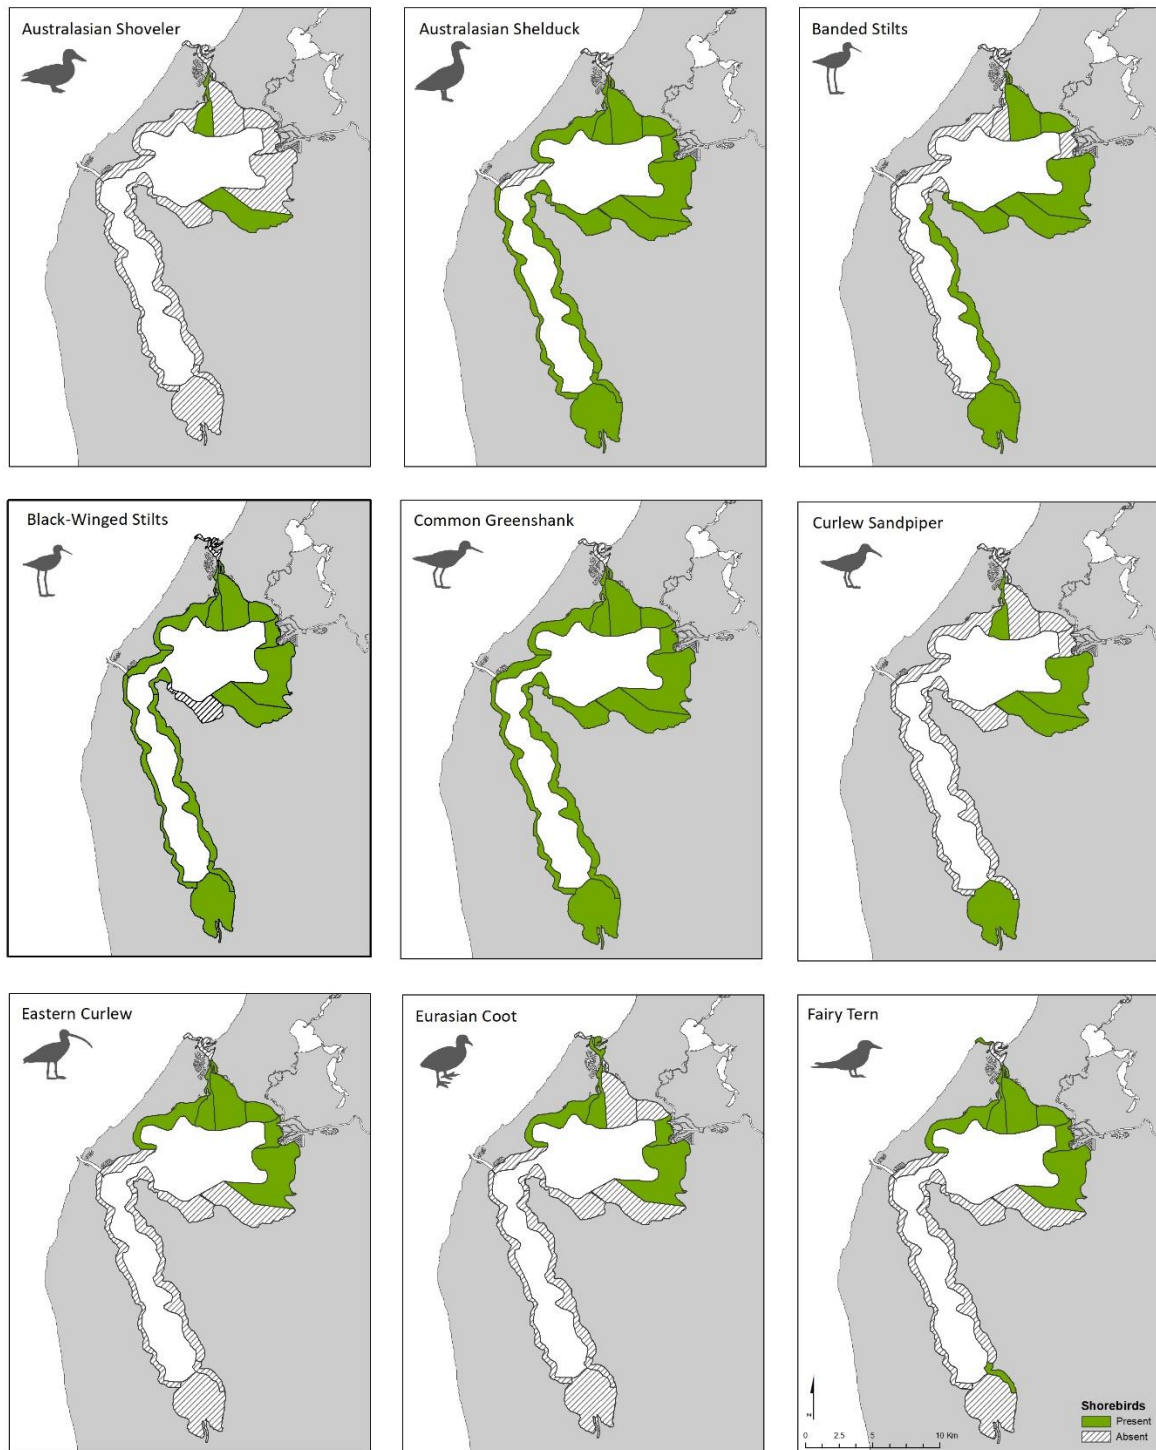 Australasian Shoveler
Australasian Shelduck
Banded Stilts
Black-Winged Stilts
Common Greenshank
Curlew Sandpiper
Eastern Curlew
Eurasian Coot
Fairy Tern
N
Shorebirds
Present
Absent
0 2.5 5 10 Km